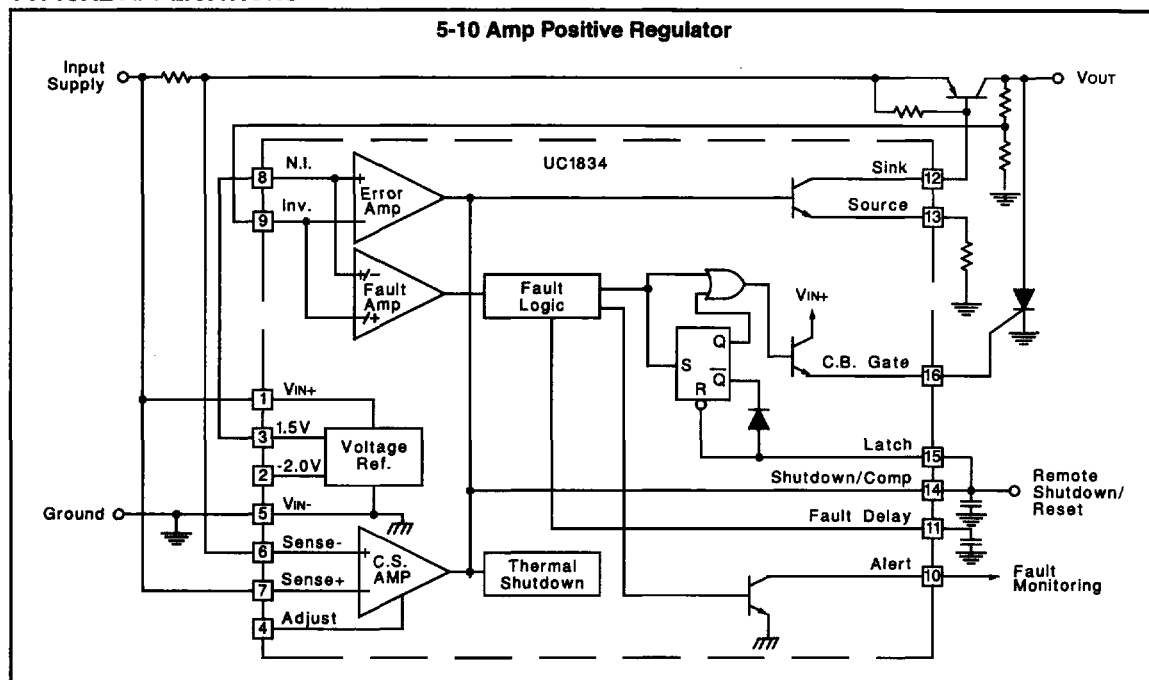 5-10 Amp Positive Regulator
Input
Supply
VOUT
UC1834
8
N.I.
+
Error
Amp
−
9
Inv.
Sink
12
Source
13
+/−
Fault
Amp
−/+
Fault
Logic
VIN+
S
Q
Q̅
R
C.B. Gate
16
1
VIN+
3
1.5V
2
-2.0V
Voltage
Ref.
5
VIN-
Ground
Latch
15
Shutdown/Comp
14
Remote
Shutdown/
Reset
Fault Delay
11
6
Sense-
+
C.S.
AMP
−
7
Sense+
4
Adjust
Thermal
Shutdown
Alert
10
Fault
Monitoring